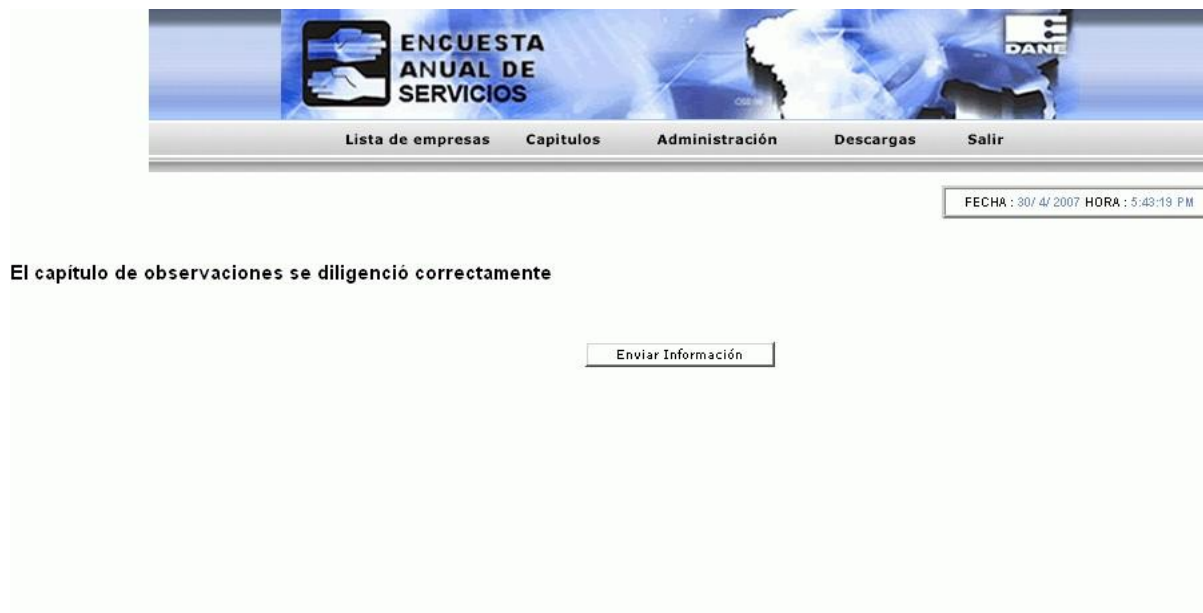 ENCUESTA
ANUAL DE
SERVICIOS
DANE
Lista de empresas Capitulos Administración Descargas Salir
FECHA : 30/ 4/ 2007 HORA : 5:43:19 PM
El capítulo de observaciones se diligenció correctamente
Enviar Información